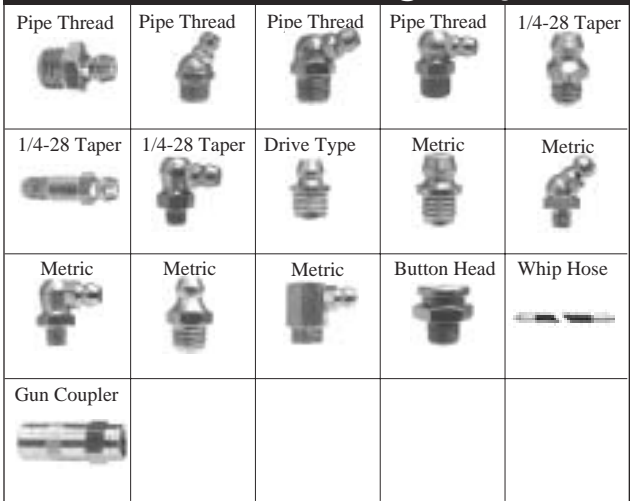 Pipe Thread
Pipe Thread
Pipe Thread
Pipe Thread
1/4-28 Taper
1/4-28 Taper
1/4-28 Taper
Drive Type
Metric
Metric
Metric
Metric
Metric
Button Head
Whip Hose
Gun Coupler